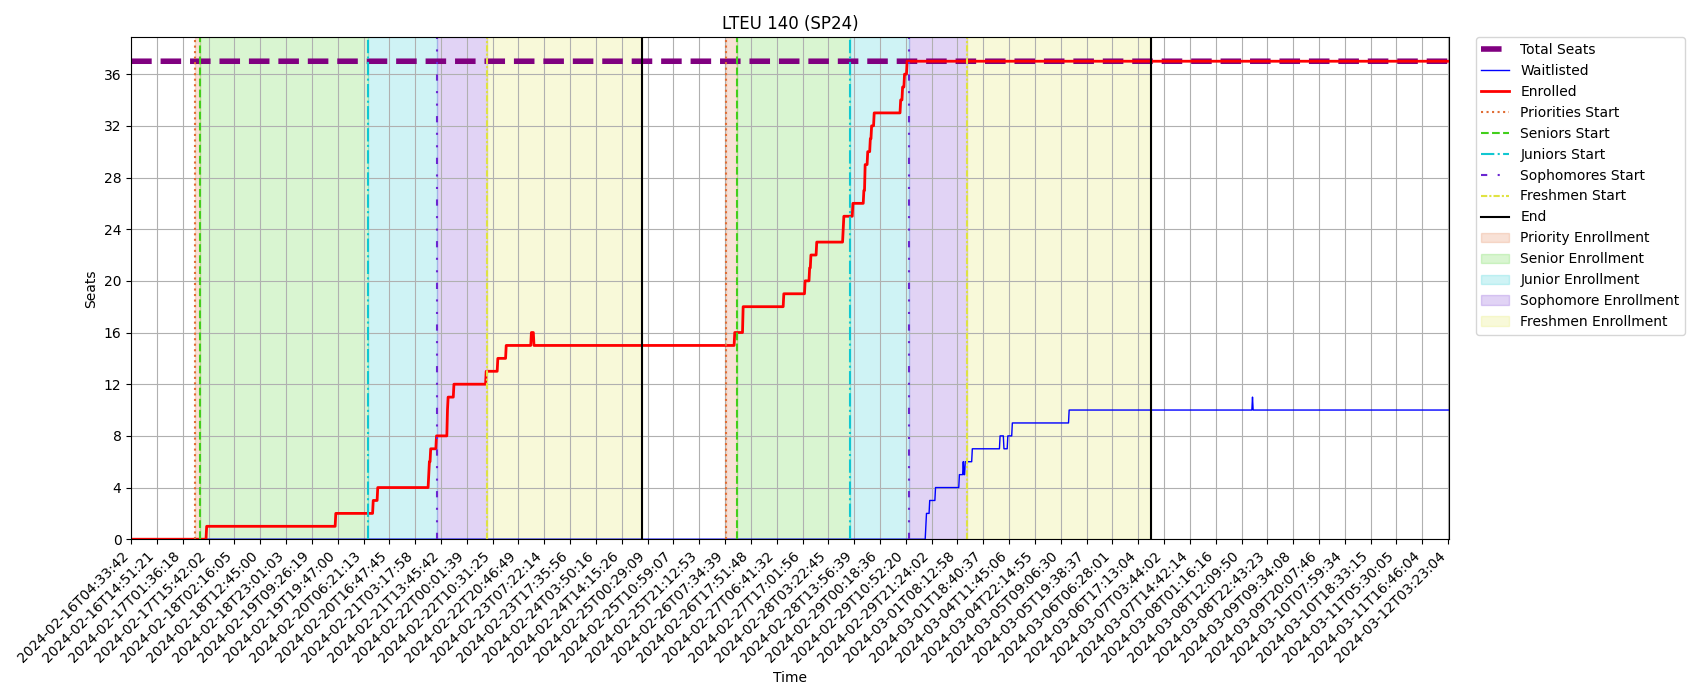 LTEU 140 (SP24)
Seats
36
32
28
24
20
16
12
8
4
0
2024-02-16T04:33:42
2024-02-16T14:51:21
2024-02-17T01:36:18
2024-02-17T15:42:02
2024-02-18T02:16:05
2024-02-18T12:45:00
2024-02-18T23:01:03
2024-02-19T09:26:19
2024-02-19T19:47:00
2024-02-20T06:21:13
2024-02-20T16:47:45
2024-02-21T03:17:58
2024-02-21T13:45:42
2024-02-22T00:01:39
2024-02-22T10:31:25
2024-02-22T20:46:49
2024-02-23T07:22:14
2024-02-23T17:35:50
2024-02-24T03:50:16
2024-02-24T14:15:26
2024-02-25T00:29:09
2024-02-25T10:59:07
2024-02-25T21:12:53
2024-02-26T07:34:39
2024-02-26T17:51:48
2024-02-27T06:41:32
2024-02-27T17:01:56
2024-02-28T03:22:45
2024-02-28T13:56:39
2024-02-29T00:18:36
2024-02-29T10:52:20
2024-02-29T21:24:02
2024-03-01T08:12:58
2024-03-01T18:40:37
2024-03-04T11:45:06
2024-03-04T22:14:55
2024-03-05T09:06:30
2024-03-05T19:38:37
2024-03-06T06:28:01
2024-03-06T17:13:04
2024-03-07T03:44:02
2024-03-07T14:42:14
2024-03-08T01:16:16
2024-03-08T12:09:50
2024-03-08T22:43:23
2024-03-09T09:34:08
2024-03-09T20:07:46
2024-03-10T07:59:34
2024-03-10T18:33:15
2024-03-11T05:30:05
2024-03-11T16:46:04
2024-03-12T03:23:04
Time
Total Seats
Waitlisted
Enrolled
Priorities Start
Seniors Start
Juniors Start
Sophomores Start
Freshmen Start
End
Priority Enrollment
Senior Enrollment
Junior Enrollment
Sophomore Enrollment
Freshmen Enrollment